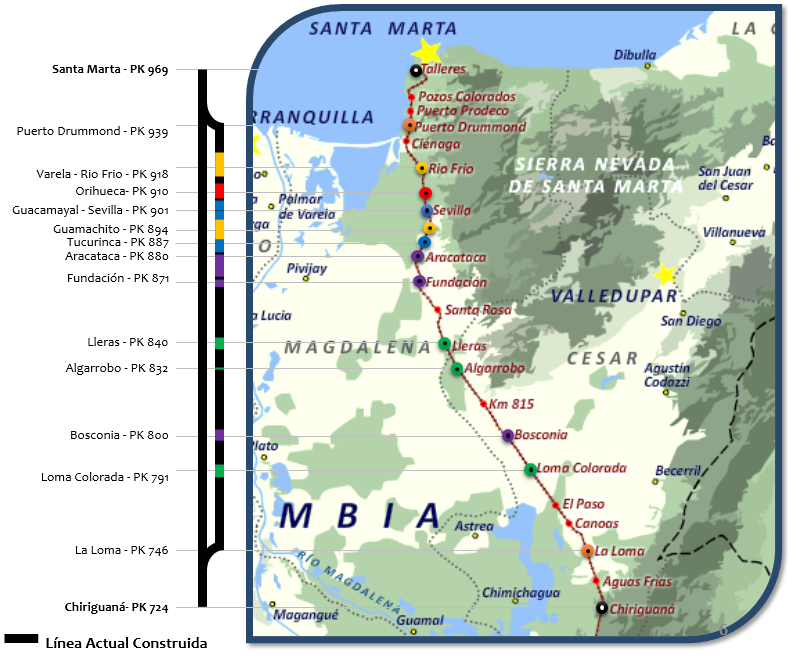 Santa Marta - PK 969
Puerto Drummond - PK 939
Varela - Rio Frio - PK 918
Orihueca - PK 910
Guacamayal - Sevilla - PK 901
Guamachito - PK 894
Tucurinca - PK 887
Aracataca - PK 880
Fundación - PK 871
Lleras - PK 840
Algarrobo - PK 832
Bosconia - PK 800
Loma Colorada - PK 791
La Loma - PK 746
Chiriguaná- PK 724
Línea Actual Construida
SANTA MARTA
LA
Dibulla
Talleres
Pozos Colorados
Puerto Prodeco
RRANQUILLA
Puerto Drummond
Ciénaga
Rio Frio
SIERRA NEVADA
DE SANTA MARTA
San Juan
del Cesar
Palmar
de Varela
Sevilla
Villanueva
O
Aracataca
Pivijay
Fundación
VALLEDUPAR
Santa Rosa
a Lucia
San Diego
MAGDALENA
Lleras
CESAR
Algarrobo
Agustín
Codazzi
Km 815
Bosconia
Plato
Loma Colorada
Becerril
El Paso
MBIA
Canoas
Astrea
La Loma
RÍO MAGDALENA
Aguas Frias
Chimichagua
Chiriguaná
Magangué
Guamal
6